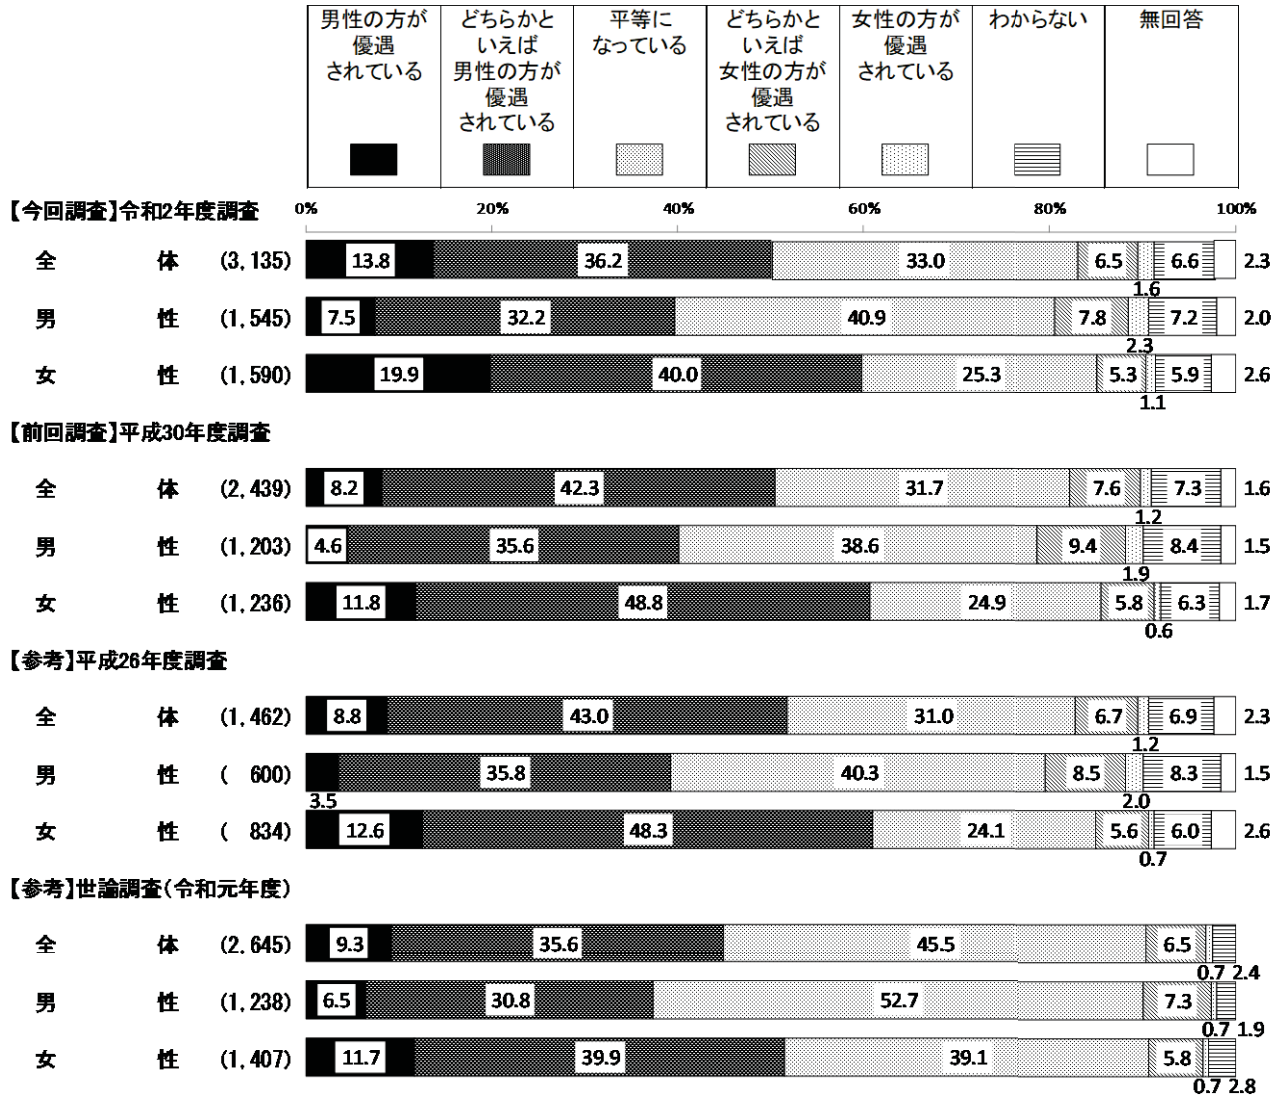 男性の方が
優遇
されている
どちらかと
いえば
男性の方が
優遇
されている
平等に
なっている
どちらかと
いえば
女性の方が
優遇
されている
女性の方が
優遇
されている
わからない
無回答
【今回調査】令和2年度調査 0% 20% 40% 60% 80% 100%
全 体 (3,135) 13.8 36.2 33.0 6.5 6.6 2.3
1.6
男 性 (1,545) 7.5 32.2 40.9 7.8 7.2 2.0
2.3
女 性 (1,590) 19.9 40.0 25.3 5.3 5.9 2.6
1.1
【前回調査】平成30年度調査
全 体 (2,439) 8.2 42.3 31.7 7.6 7.3 1.6
1.2
男 性 (1,203) 4.6 35.6 38.6 9.4 8.4 1.5
1.9
女 性 (1,236) 11.8 48.8 24.9 5.8 6.3 1.7
0.6
【参考】平成26年度調査
全 体 (1,462) 8.8 43.0 31.0 6.7 6.9 2.3
1.2
男 性 ( 600) 35.8 40.3 8.5 8.3 1.5
3.5 2.0
女 性 ( 834) 12.6 48.3 24.1 5.6 6.0 2.6
0.7
【参考】世論調査(令和元年度)
全 体 (2,645) 9.3 35.6 45.5 6.5
0.7 2.4
男 性 (1,238) 6.5 30.8 52.7 7.3
0.7 1.9
女 性 (1,407) 11.7 39.9 39.1 5.8
0.7 2.8